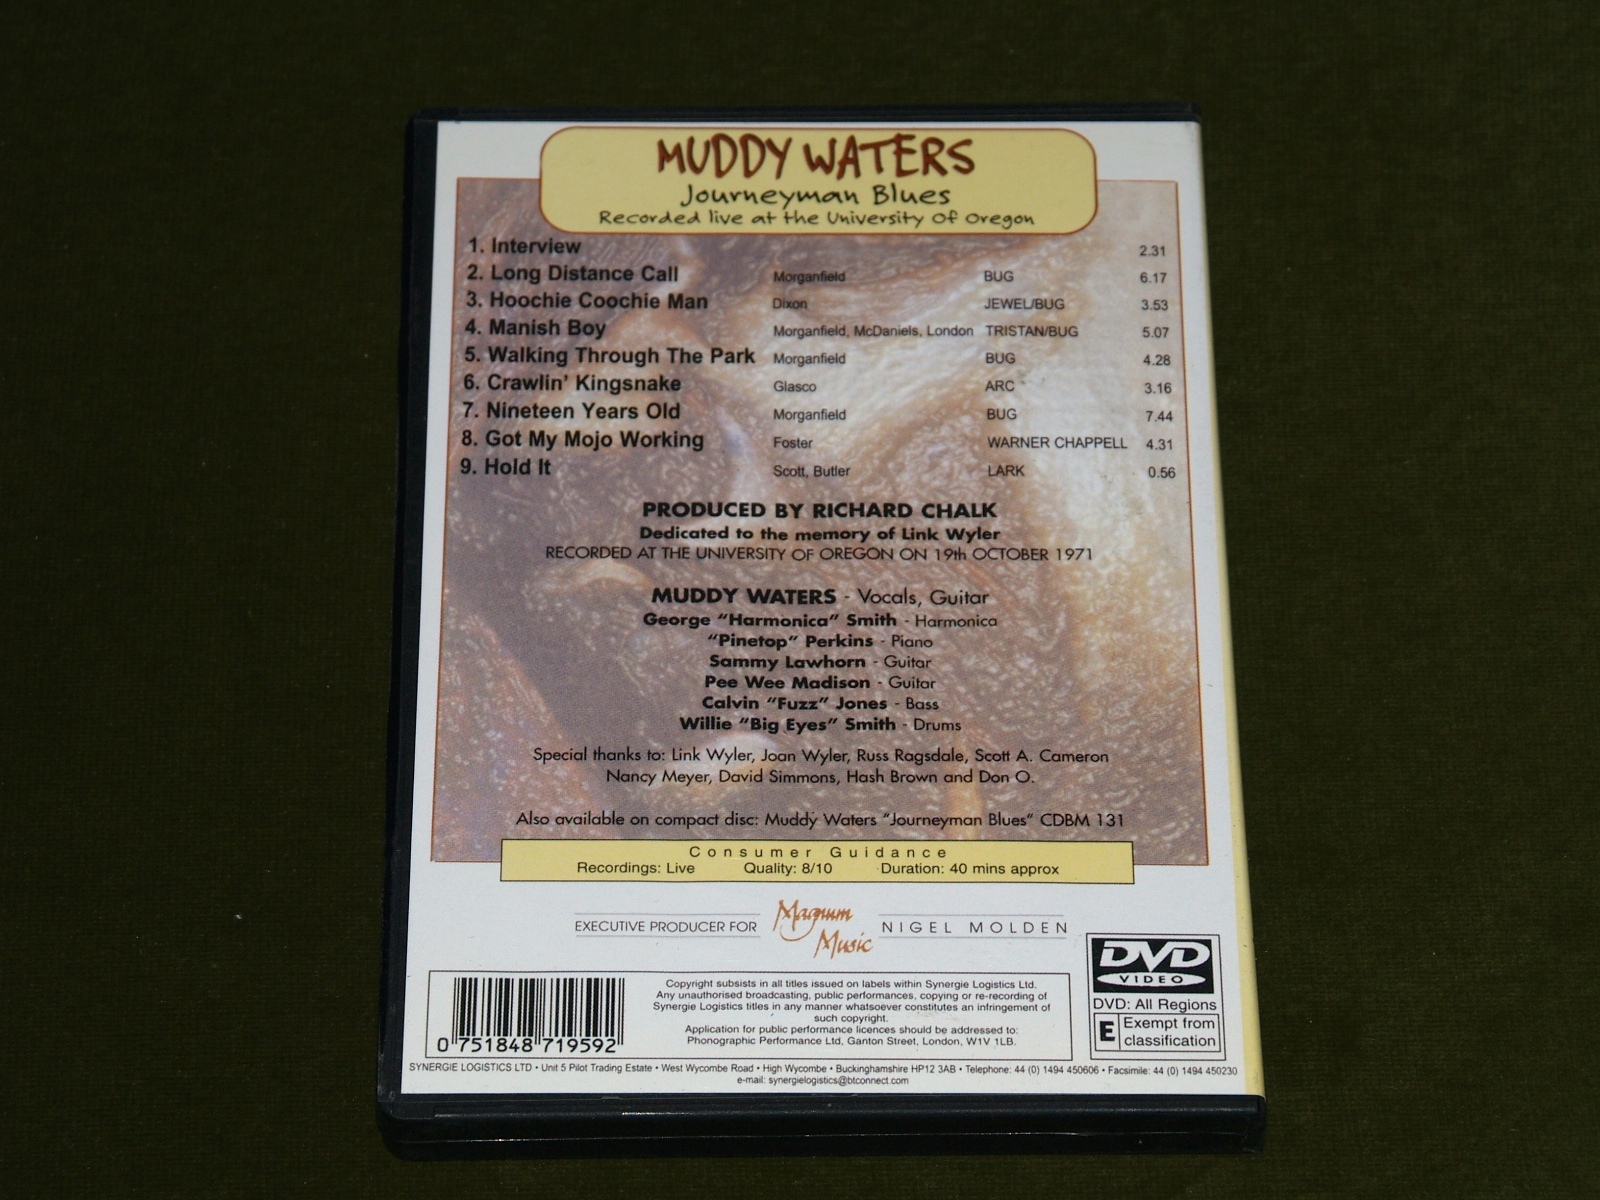 MUDDY WATERS
Journeyman Blues
Recorded live at the University Of Oregon
1. Interview 2.31
2. Long Distance Call Morganfield BUG 6.17
3. Hoochie Coochie Man Dixon JEWEL/BUG 3.53
4. Manish Boy Morganfield, McDaniels, London TRISTAN/BUG 5.07
5. Walking Through The Park Morganfield BUG 4.28
6. Crawlin' Kingsnake Glasco ARC 3.16
7. Nineteen Years Old Morganfield BUG 7.44
8. Got My Mojo Working Foster WARNER CHAPPELL 4.31
9. Hold It Scott, Butler LARK 0.56
PRODUCED BY RICHARD CHALK
Dedicated to the memory of Link Wyler
RECORDED AT THE UNIVERSITY OF OREGON ON 19th OCTOBER 1971
MUDDY WATERS - Vocals, Guitar
George "Harmonica" Smith - Harmonica
"Pinetop" Perkins - Piano
Sammy Lawhorn - Guitar
Pee Wee Madison - Guitar
Calvin "Fuzz" Jones - Bass
Willie "Big Eyes" Smith - Drums
Special thanks to: Link Wyler, Joan Wyler, Russ Ragsdale, Scott A. Cameron
Nancy Meyer, David Simmons, Hash Brown and Don O.
Also available on compact disc: Muddy Waters "Journeyman Blues" CDBM 131
Consumer Guidance
Recordings: Live Quality: 8/10 Duration: 40 mins approx
EXECUTIVE PRODUCER FOR Magnum Music NIGEL MOLDEN
DVD
VIDEO
DVD: All Regions
E Exempt from classification
Copyright subsists in all titles issued on labels within Synergie Logistics Ltd.
Any unauthorised broadcasting, public performances, copying or re-recording of
Synergie Logistics titles in any manner whatsoever constitutes an infringement of
such copyright.
Application for public performance licences should be addressed to:
Phonographic Performance Ltd, Ganton Street, London, W1V 1LB.
0 751848 719592
SYNERGIE LOGISTICS LTD • Unit 5 Pilot Trading Estate • West Wycombe Road • High Wycombe • Buckinghamshire HP12 3AB • Telephone: 44 (0) 1494 450606 • Facsimile: 44 (0) 1494 450230
e-mail: synergielogistics@btconnect.com